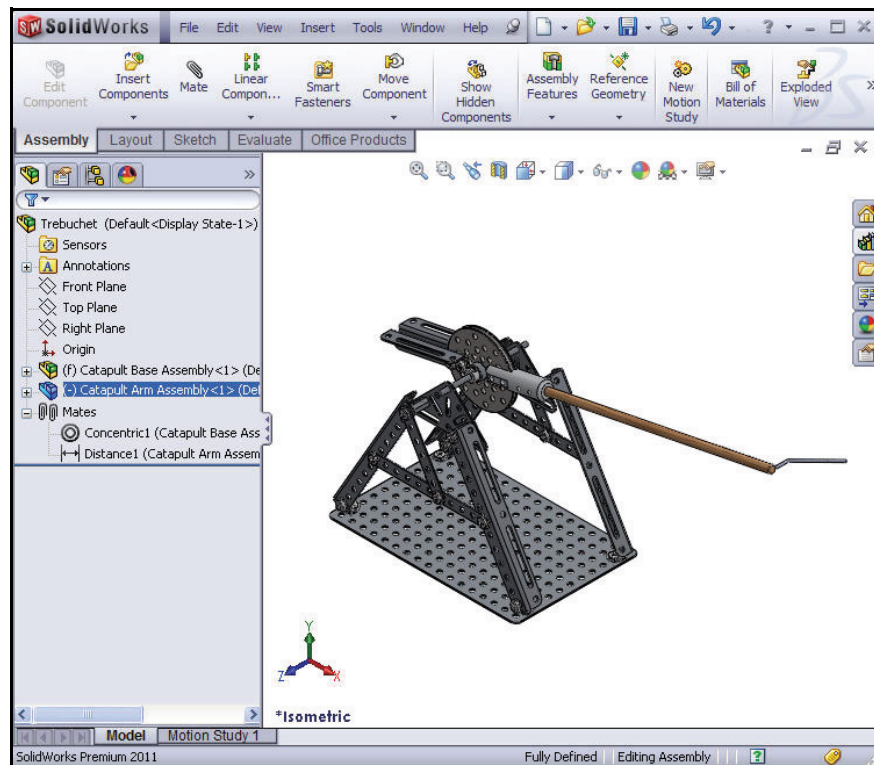 SolidWorks File Edit View Insert Tools Window Help ?
Edit Component
Insert Components
Mate
Linear Compon...
Smart Fasteners
Move Component
Show Hidden Components
Assembly Features
Reference Geometry
New Motion Study
Bill of Materials
Exploded View
Assembly Layout Sketch Evaluate Office Products
Trebuchet (Default<Display State-1>)
Sensors
A Annotations
Front Plane
Top Plane
Right Plane
Origin
(f) Catapult Base Assembly<1> (De
(-) Catapult Arm Assembly<1> (Def
Mates
Concentric1 (Catapult Base Ass
Distance1 (Catapult Arm Assem
Y
Z X
*Isometric
Model Motion Study 1
SolidWorks Premium 2011 Fully Defined Editing Assembly ?